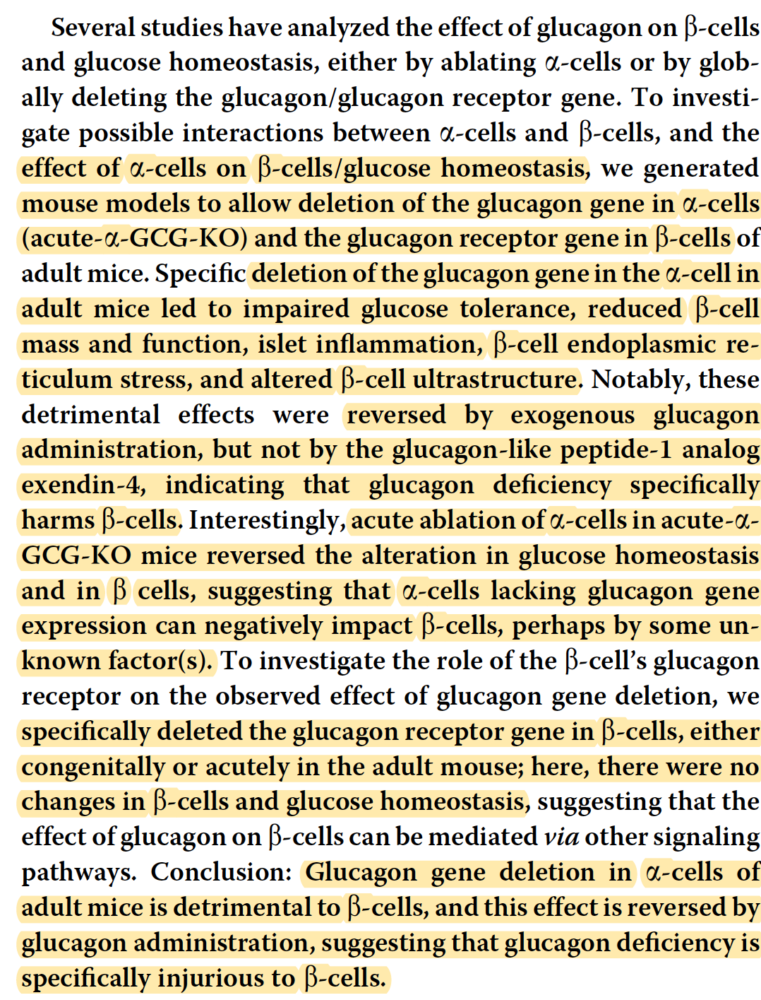 Several studies have analyzed the effect of glucagon on β-cells
and glucose homeostasis, either by ablating α-cells or by glob-
ally deleting the glucagon/glucagon receptor gene. To investi-
gate possible interactions between α-cells and β-cells, and the
effect of α-cells on β-cells/glucose homeostasis, we generated
mouse models to allow deletion of the glucagon gene in α-cells
(acute-α-GCG-KO) and the glucagon receptor gene in β-cells of
adult mice. Specific deletion of the glucagon gene in the α-cell in
adult mice led to impaired glucose tolerance, reduced β-cell
mass and function, islet inflammation, β-cell endoplasmic re-
ticulum stress, and altered β-cell ultrastructure. Notably, these
detrimental effects were reversed by exogenous glucagon
administration, but not by the glucagon-like peptide-1 analog
exendin-4, indicating that glucagon deficiency specifically
harms β-cells. Interestingly, acute ablation of α-cells in acute-α-
GCG-KO mice reversed the alteration in glucose homeostasis
and in β cells, suggesting that α-cells lacking glucagon gene
expression can negatively impact β-cells, perhaps by some un-
known factor(s). To investigate the role of the β-cell’s glucagon
receptor on the observed effect of glucagon gene deletion, we
specifically deleted the glucagon receptor gene in β-cells, either
congenitally or acutely in the adult mouse; here, there were no
changes in β-cells and glucose homeostasis, suggesting that the
effect of glucagon on β-cells can be mediated via other signaling
pathways. Conclusion: Glucagon gene deletion in α-cells of
adult mice is detrimental to β-cells, and this effect is reversed by
glucagon administration, suggesting that glucagon deficiency is
specifically injurious to β-cells.